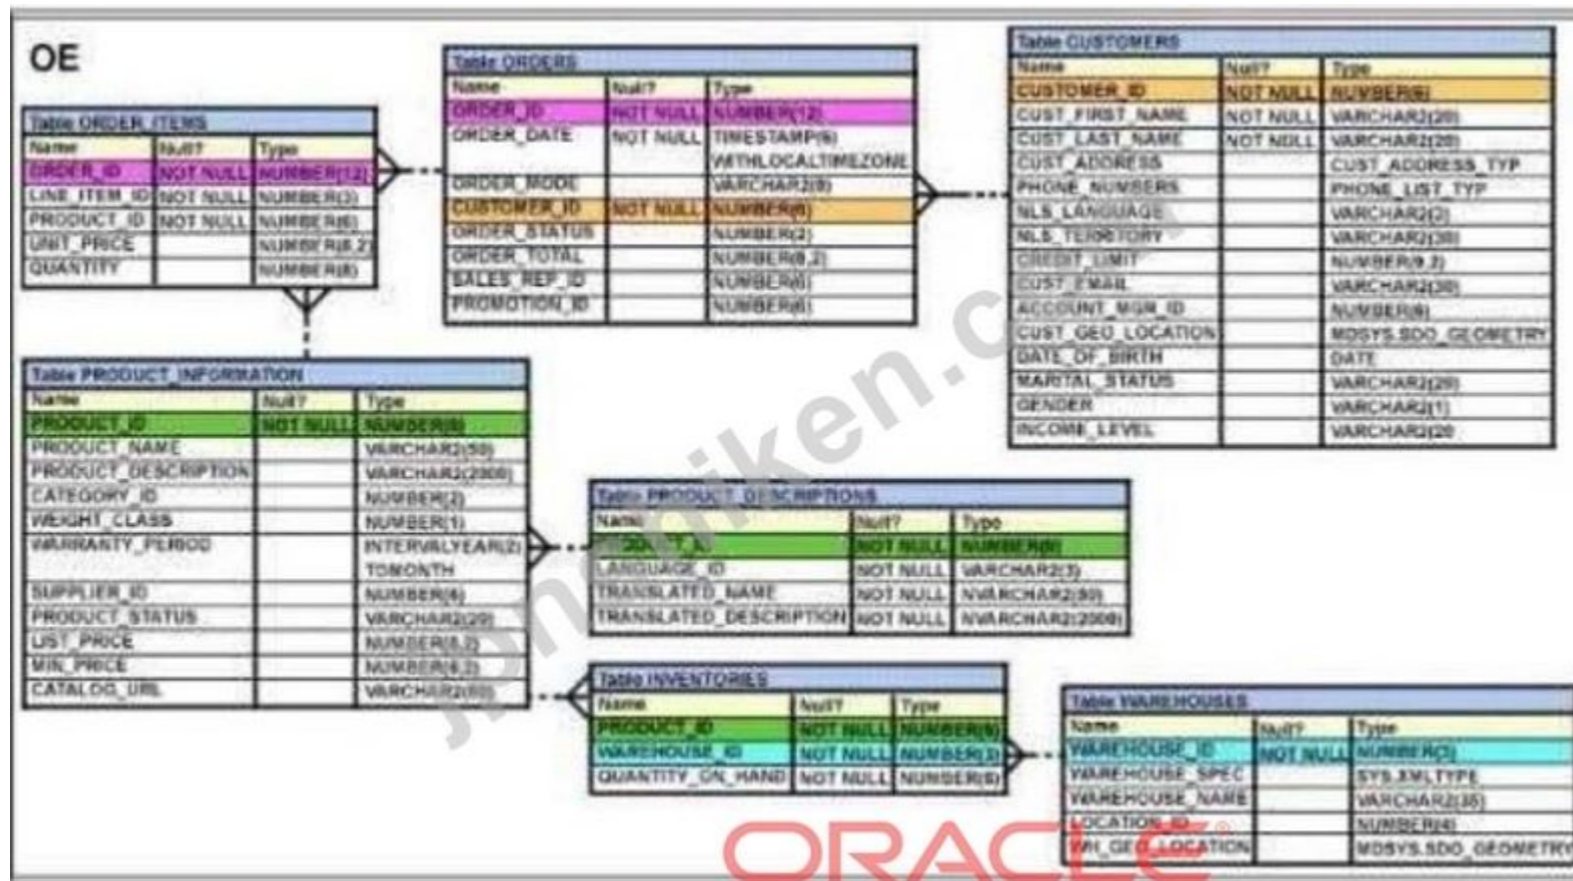 OE
Table ORDER_ITEMS
Name Null? Type
ORDER_ID NOT NULL NUMBER(12)
LINE_ITEM_ID NOT NULL NUMBER(3)
PRODUCT_ID NOT NULL NUMBER(6)
UNIT_PRICE NUMBER(8,2)
QUANTITY NUMBER(8)
Table ORDERS
Name Null? Type
ORDER_ID NOT NULL NUMBER(12)
ORDER_DATE NOT NULL TIMESTAMP(6)
WITHLOCALTIMEZONE
ORDER_MODE VARCHAR2(8)
CUSTOMER_ID NOT NULL NUMBER(6)
ORDER_STATUS NUMBER(2)
ORDER_TOTAL NUMBER(8,2)
SALES_REP_ID NUMBER(6)
PROMOTION_ID NUMBER(6)
Table CUSTOMERS
Name Null? Type
CUSTOMER_ID NOT NULL NUMBER(6)
CUST_FIRST_NAME NOT NULL VARCHAR2(20)
CUST_LAST_NAME NOT NULL VARCHAR2(20)
CUST_ADDRESS CUST_ADDRESS_TYP
PHONE_NUMBERS PHONE_LIST_TYP
NLS_LANGUAGE VARCHAR2(3)
NLS_TERRITORY VARCHAR2(30)
CREDIT_LIMIT NUMBER(9,2)
CUST_EMAIL VARCHAR2(30)
ACCOUNT_MGR_ID NUMBER(6)
CUST_GEO_LOCATION MDSYS.SDO_GEOMETRY
DATE_OF_BIRTH DATE
MARITAL_STATUS VARCHAR2(20)
GENDER VARCHAR2(1)
INCOME_LEVEL VARCHAR2(20
Table PRODUCT_INFORMATION
Name Null? Type
PRODUCT_ID NOT NULL NUMBER(6)
PRODUCT_NAME VARCHAR2(50)
PRODUCT_DESCRIPTION VARCHAR2(2000)
CATEGORY_ID NUMBER(2)
WEIGHT_CLASS NUMBER(1)
WARRANTY_PERIOD INTERVALYEAR(2)
TOMONTH
SUPPLIER_ID NUMBER(6)
PRODUCT_STATUS VARCHAR2(20)
LIST_PRICE NUMBER(8,2)
MIN_PRICE NUMBER(8,2)
CATALOG_URL VARCHAR2(50)
Table PRODUCT_DESCRIPTIONS
Name Null? Type
PRODUCT_ID NOT NULL NUMBER(6)
LANGUAGE_ID NOT NULL VARCHAR2(3)
TRANSLATED_NAME NOT NULL NVARCHAR2(50)
TRANSLATED_DESCRIPTION NOT NULL NVARCHAR2(2000)
Table INVENTORIES
Name Null? Type
PRODUCT_ID NOT NULL NUMBER(6)
WAREHOUSE_ID NOT NULL NUMBER(3)
QUANTITY_ON_HAND NOT NULL NUMBER(8)
Table WAREHOUSES
Name Null? Type
WAREHOUSE_ID NOT NULL NUMBER(3)
WAREHOUSE_SPEC SYS.XMLTYPE
WAREHOUSE_NAME VARCHAR2(35)
LOCATION_ID NUMBER(4)
WH_GEO_LOCATION MDSYS.SDO_GEOMETRY
ORACLE